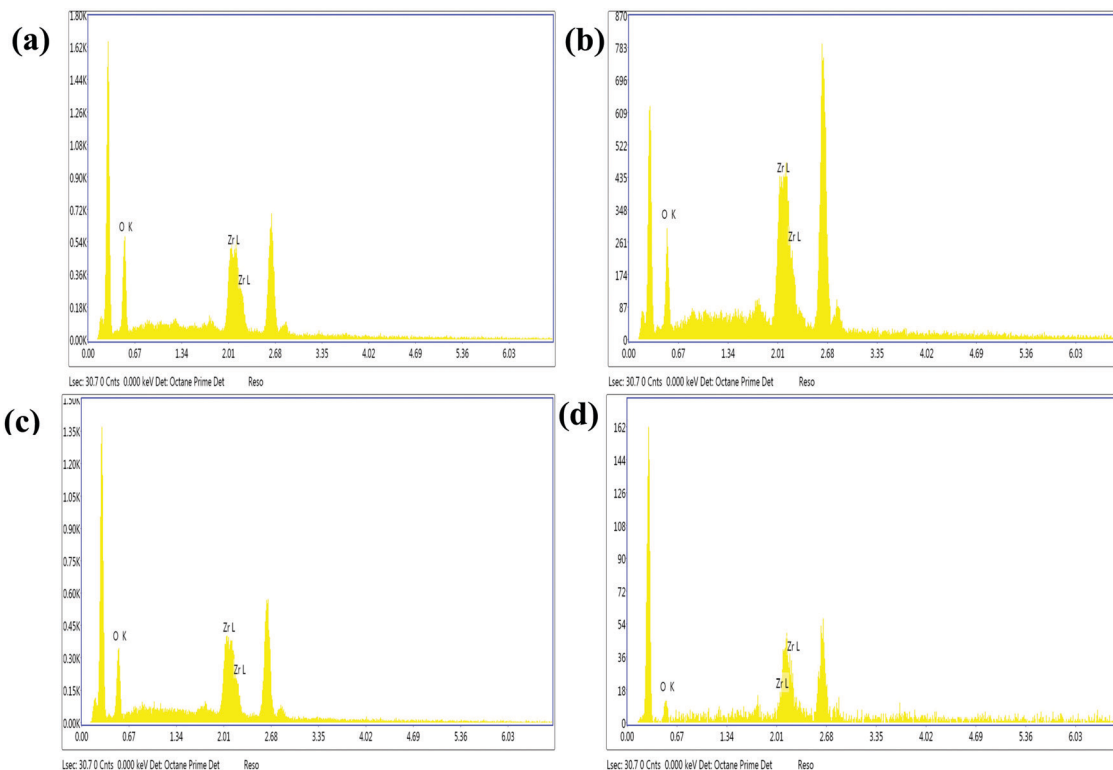 (a)
1.80K
1.62K
1.44K
1.26K
1.08K
0.90K
0.72K
0.54K
0.36K
0.18K
0.00K
O K
Zr L
Zr L
0.00 0.67 1.34 2.01 2.68 3.35 4.02 4.69 5.36 6.03
Lsec: 30.7 0 Cnts 0.000 keV Det: Octane Prime Det Reso
(b)
870
783
696
609
522
435
348
261
174
87
0
O K
Zr L
Zr L
0.00 0.67 1.34 2.01 2.68 3.35 4.02 4.69 5.36 6.03
Lsec: 30.7 0 Cnts 0.000 keV Det: Octane Prime Det Reso
(c)
1.50K
1.35K
1.20K
1.05K
0.90K
0.75K
0.60K
0.45K
0.30K
0.15K
0.00K
O K
Zr L
Zr L
0.00 0.67 1.34 2.01 2.68 3.35 4.02 4.69 5.36 6.03
Lsec: 30.7 0 Cnts 0.000 keV Det: Octane Prime Det Reso
(d)
162
144
126
108
90
72
54
36
18
0
O K
Zr L
Zr L
0.00 0.67 1.34 2.01 2.68 3.35 4.02 4.69 5.36 6.03
Lsec: 30.7 0 Cnts 0.000 keV Det: Octane Prime Det Reso